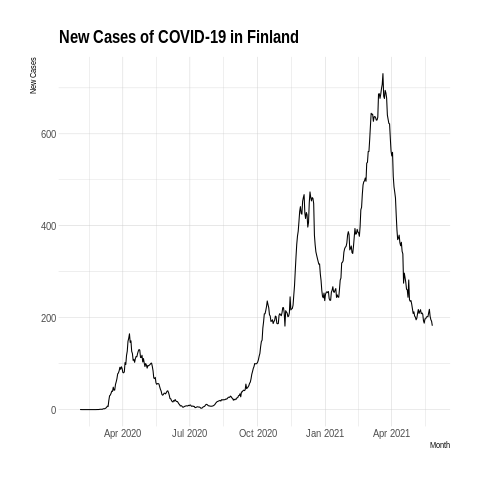 New Cases of COVID-19 in Finland
New Cases
600
400
200
0
Apr 2020 Jul 2020 Oct 2020 Jan 2021 Apr 2021
Month